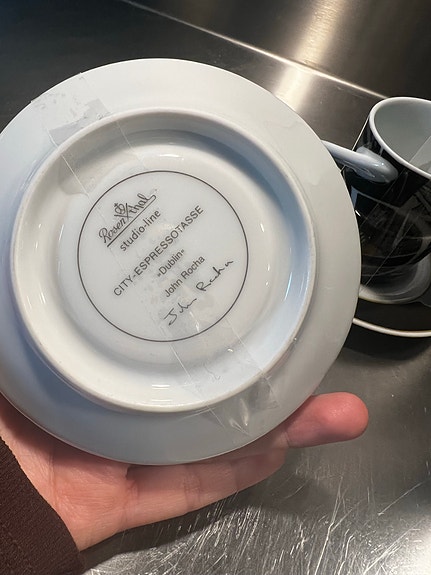 Rosenthal
studio-line
CITY-ESPRESSOTASSE
»Dublin«
John Rocha
John Rocha